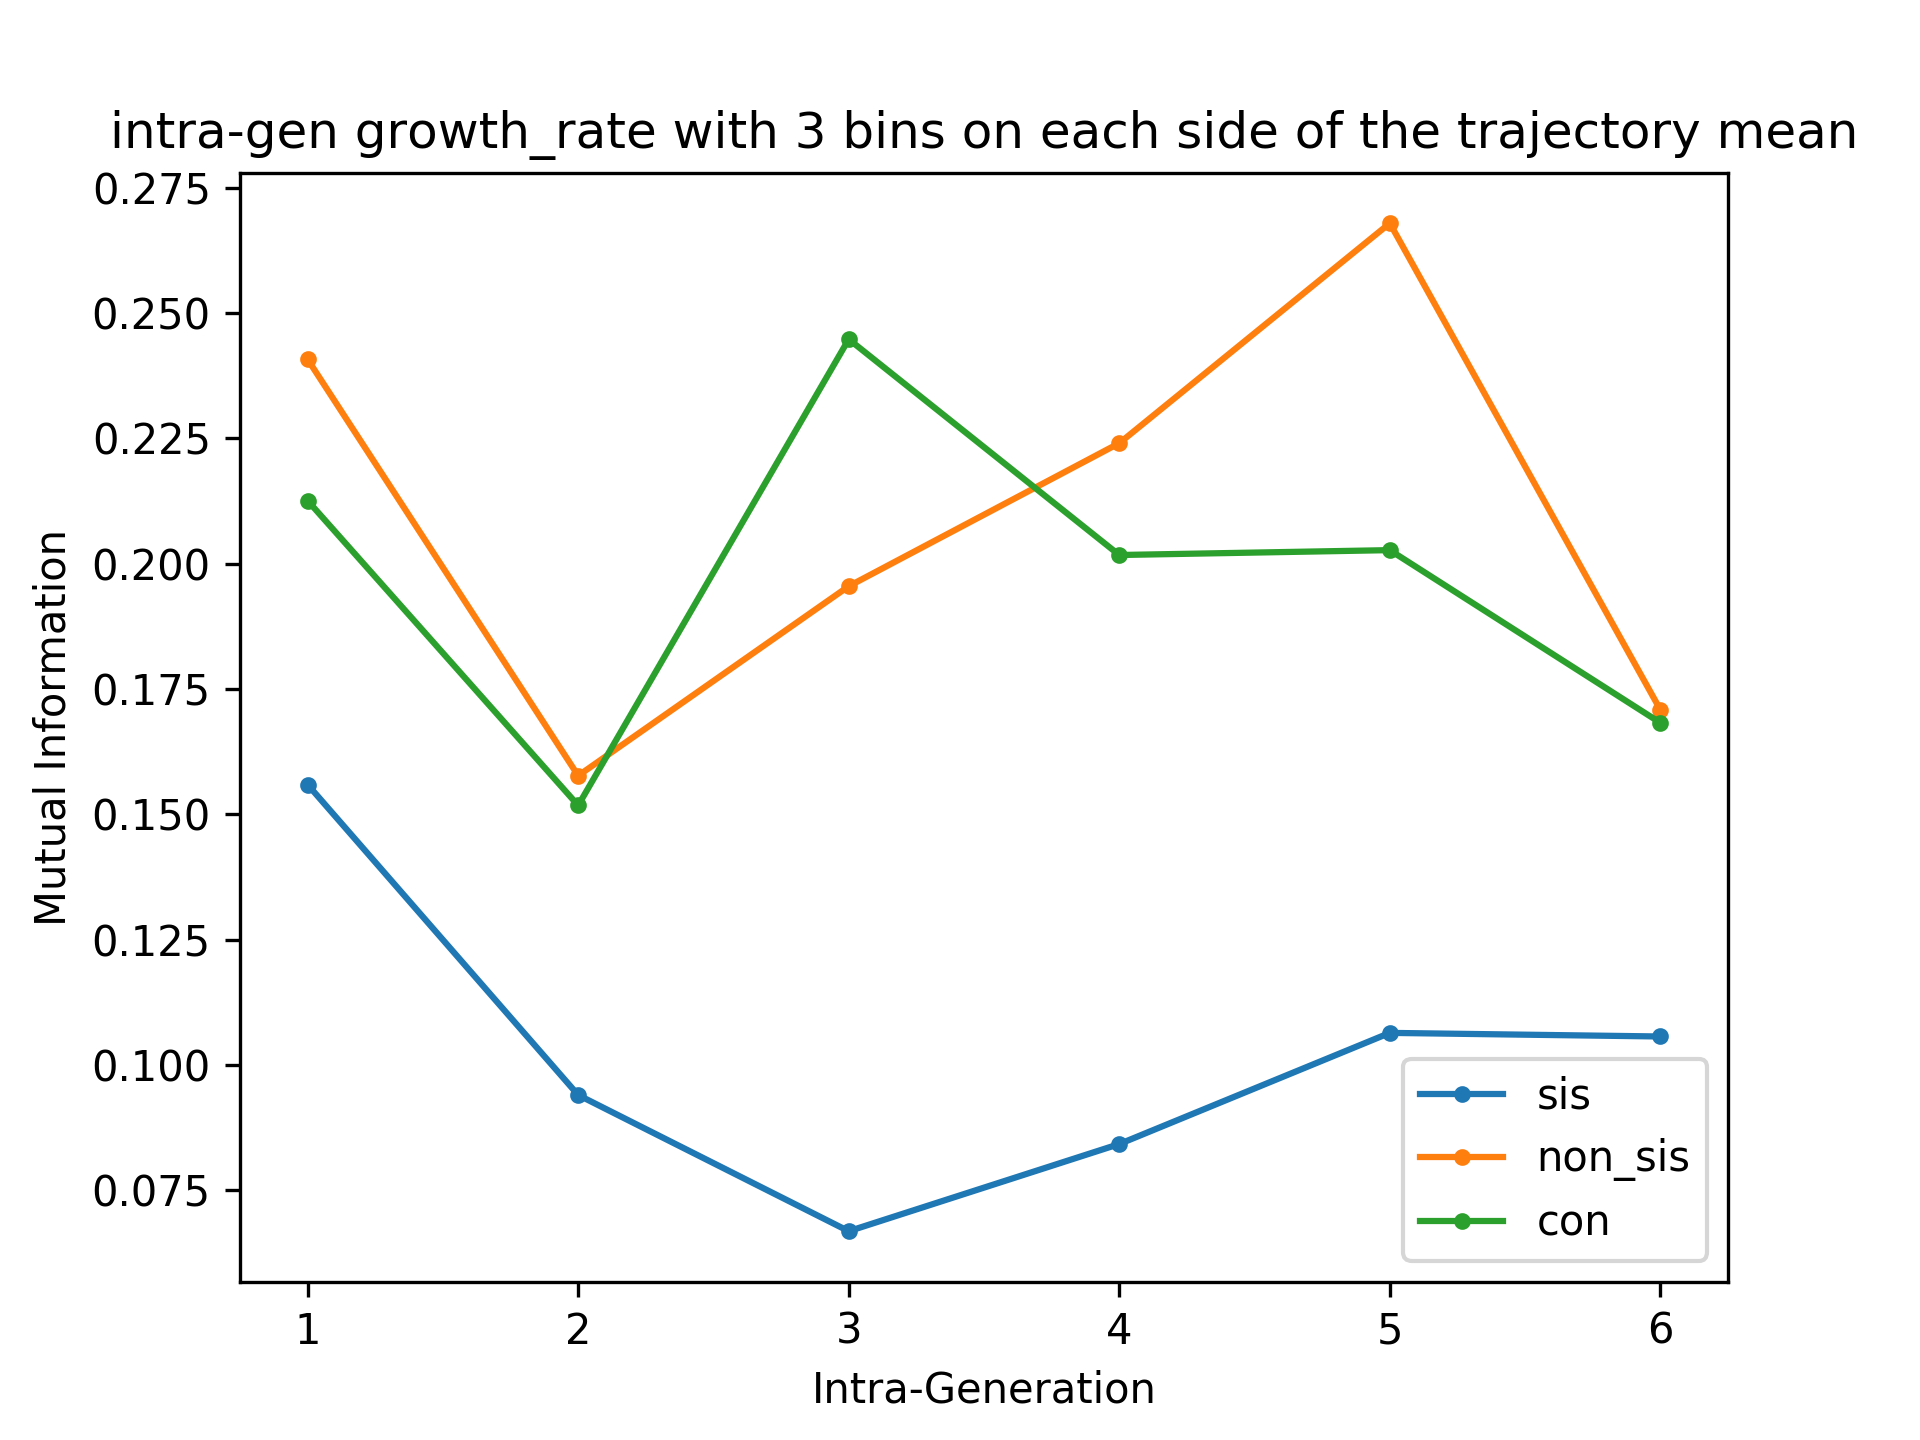 intra-gen growth_rate with 3 bins on each side of the trajectory mean
0.275
0.250
0.225
0.200
0.175
0.150
0.125
0.100
0.075
Mutual Information
1 2 3 4 5 6
Intra-Generation
sis
non_sis
con